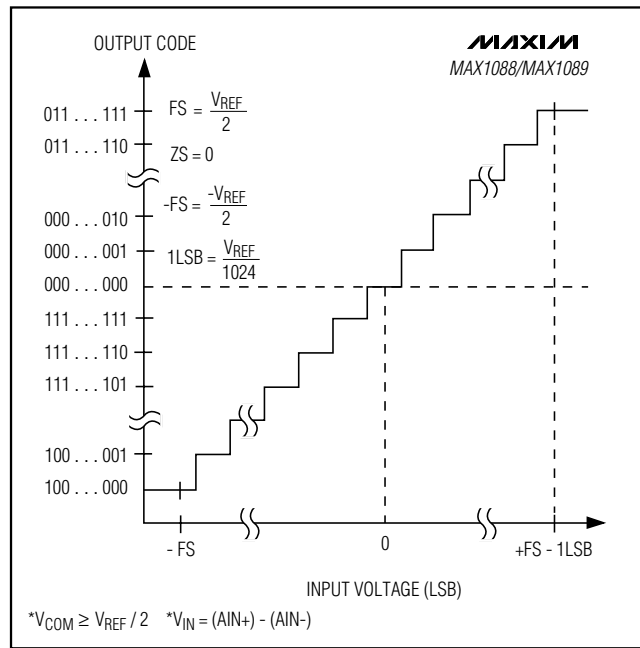 OUTPUT CODE
MAXIM
MAX1088/MAX1089
011 . . . 111
011 . . . 110
000 . . . 010
000 . . . 001
000 . . . 000
111 . . . 111
111 . . . 110
111 . . . 101
100 . . . 001
100 . . . 000
FS = VREF / 2
ZS = 0
-FS = -VREF / 2
1LSB = VREF / 1024
- FS
0
+FS - 1LSB
INPUT VOLTAGE (LSB)
*VCOM ≥ VREF / 2 *VIN = (AIN+) - (AIN-)